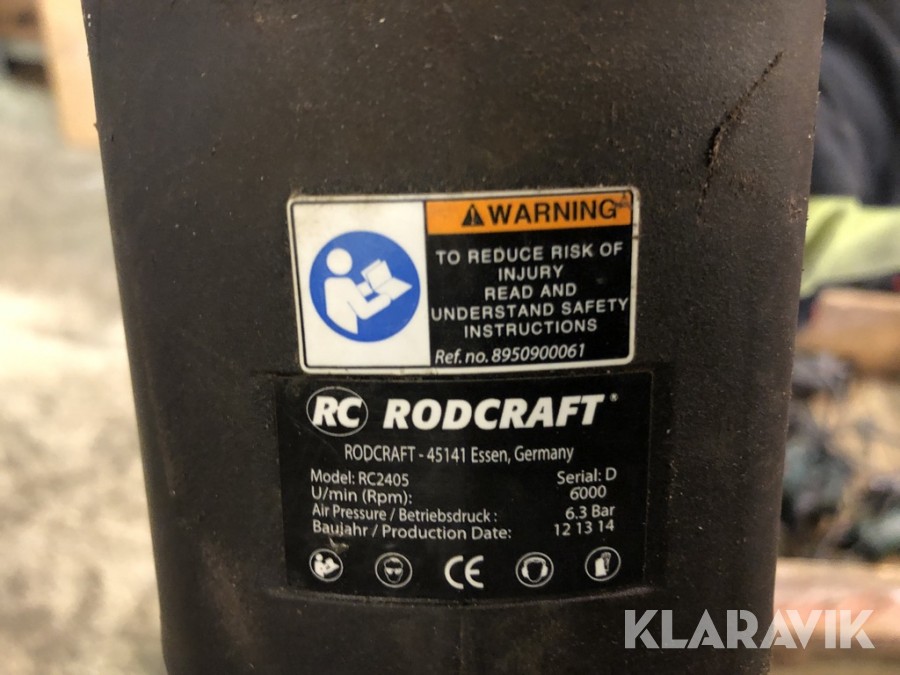 WARNING
TO REDUCE RISK OF
INJURY
READ AND
UNDERSTAND SAFETY
INSTRUCTIONS
Ref. no. 8950900061
RC RODCRAFT®
RODCRAFT - 45141 Essen, Germany
Model: RC2405 Serial: D
U/min (Rpm): 6000
Air Pressure / Betriebsdruck : 6.3 Bar
Baujahr / Production Date: 12 13 14
CE
KLARAVIK